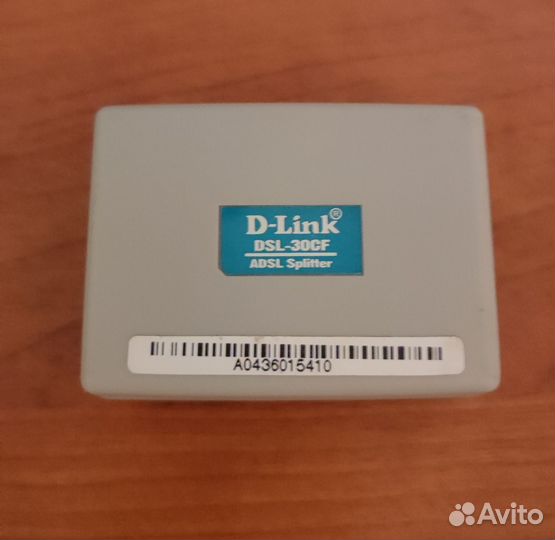 D-Link®
DSL-30CF
ADSL Splitter
A0436015410
Avito